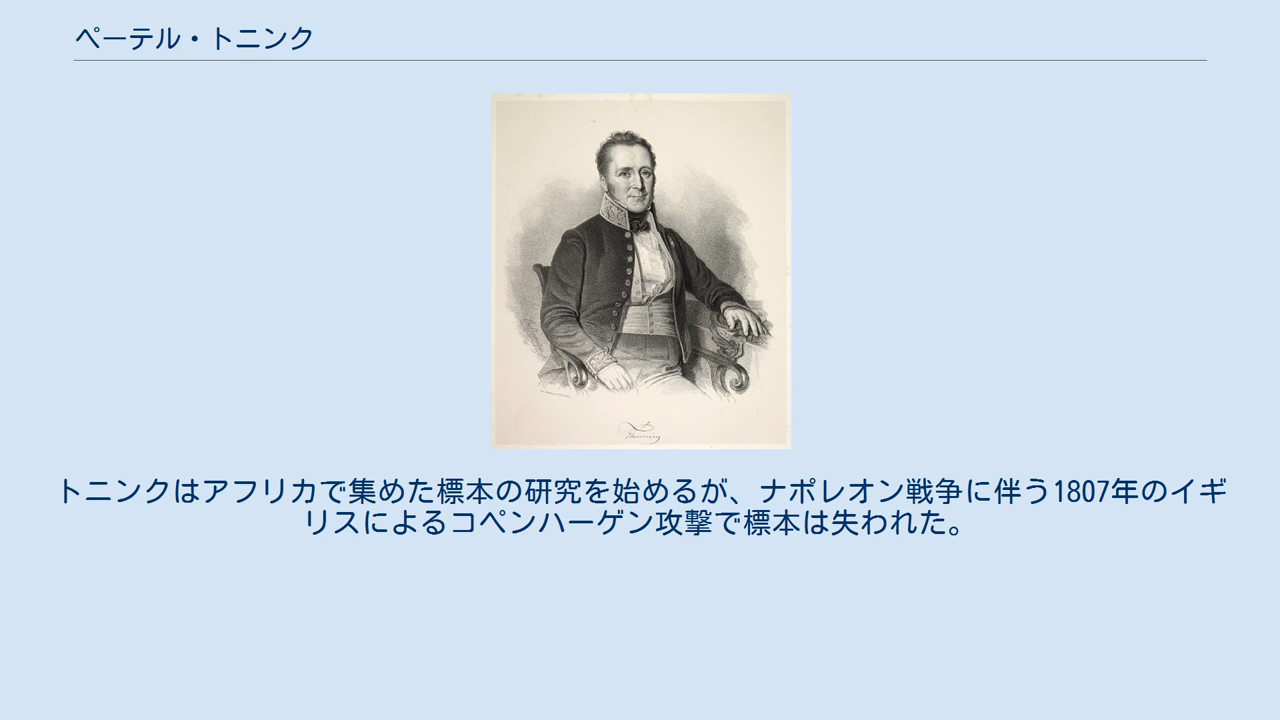 ペーテル・トニンク
Thonning
トニンクはアフリカで集めた標本の研究を始めるが、ナポレオン戦争に伴う1807年のイギ
リスによるコペンハーゲン攻撃で標本は失われた。